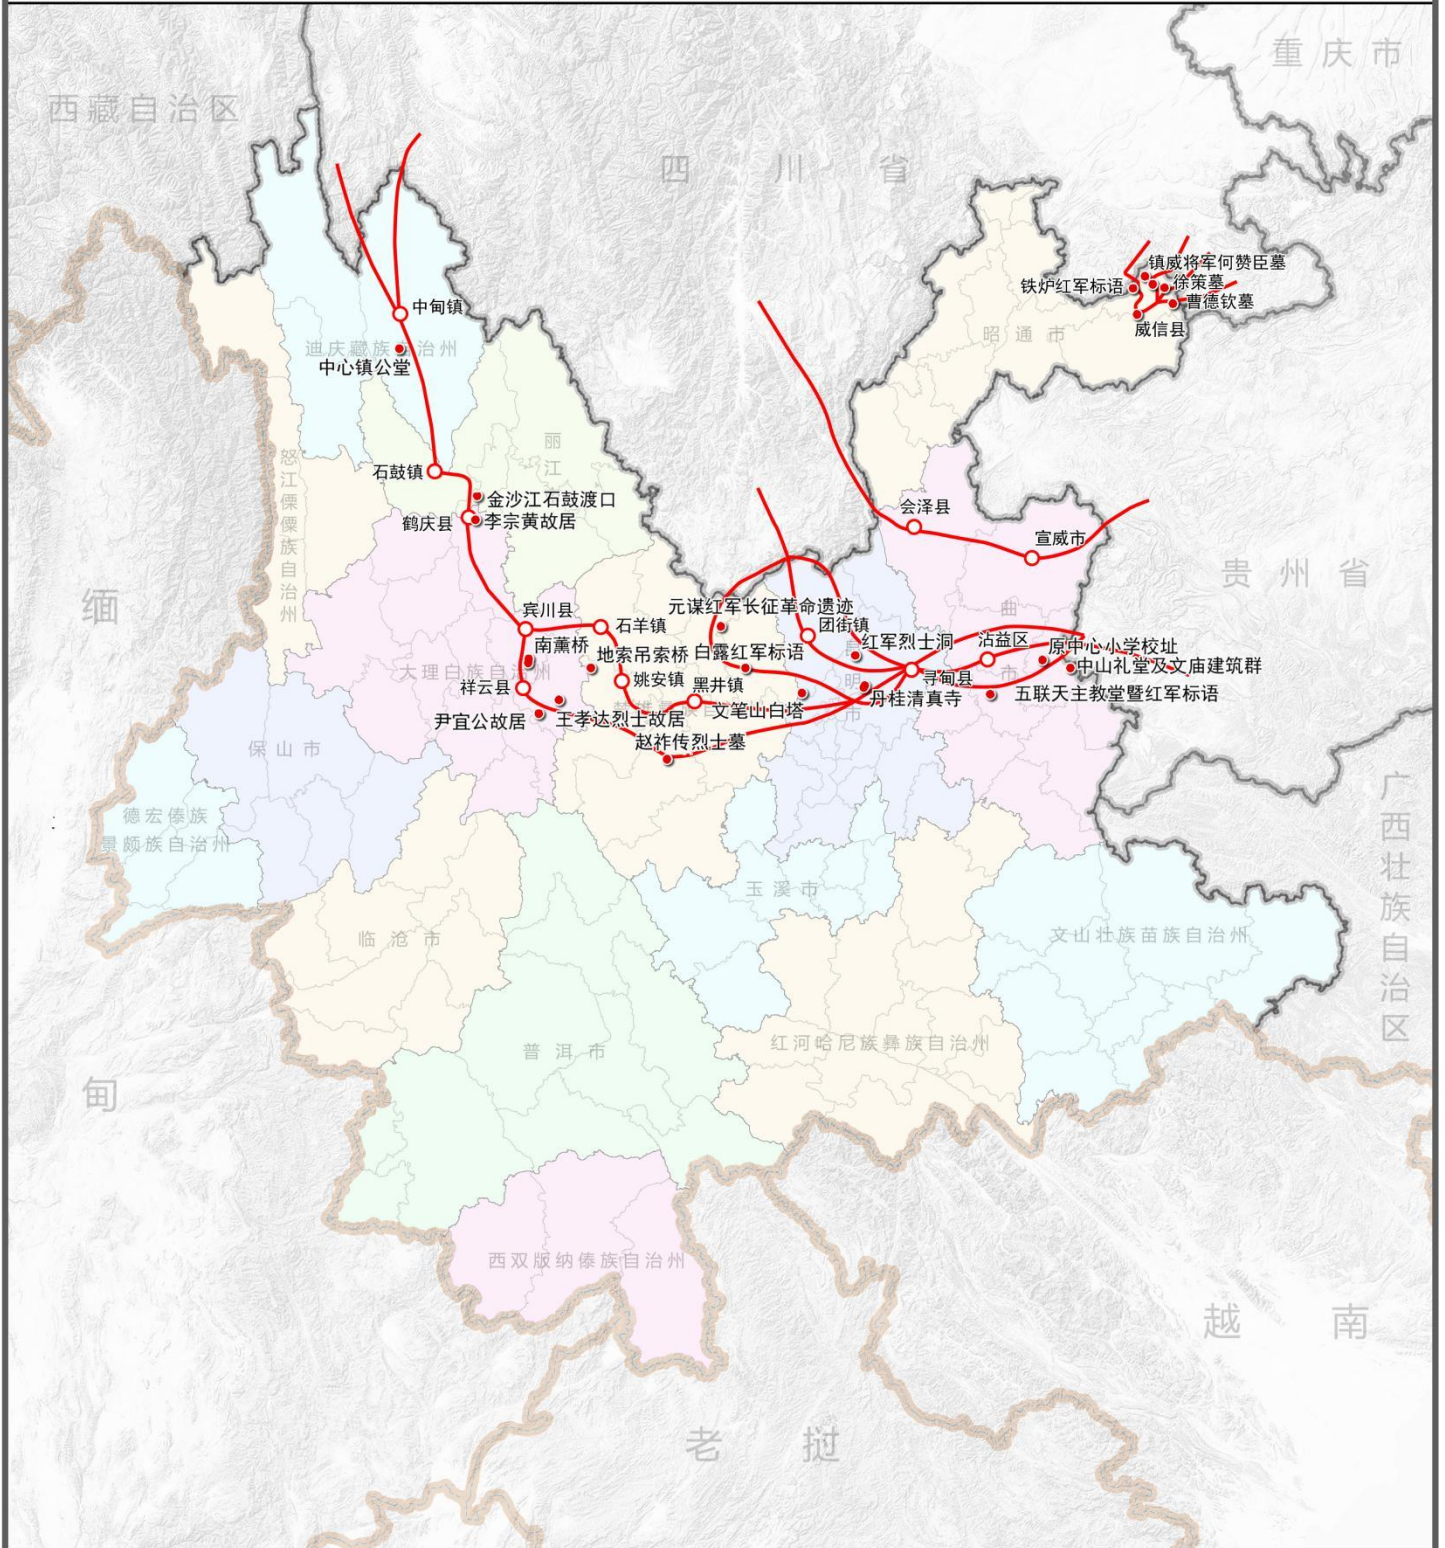 重庆市
西藏自治区
四川省
镇威将军何赞臣墓
铁炉红军标语
徐策墓
曹德钦墓
威信县
昭通市
中甸镇
迪庆藏族自治州
中心镇公堂
丽江
石鼓镇
金沙江石鼓渡口
鹤庆县
李宗黄故居
怒江傈僳族自治州
会泽县
宣威市
贵州省
缅甸
宾川县
石羊镇
元谋红军长征革命遗迹
团街镇
曲
市
南薰桥
地索吊索桥
白露红军标语
红军烈士洞
沾益区
原中心小学校址
中山礼堂及文庙建筑群
大理白族自治州
祥云县
姚安镇
黑井镇
寻甸县
明
市
文笔山白塔
丹桂清真寺
五联天主教堂暨红军标语
尹宜公故居
王孝达烈士故居
赵祚传烈士墓
保山市
德宏傣族
景颇族自治州
广西壮族自治区
玉溪市
临沧市
文山壮族苗族自治州
普洱市
红河哈尼族彝族自治州
西双版纳傣族自治州
越南
老挝